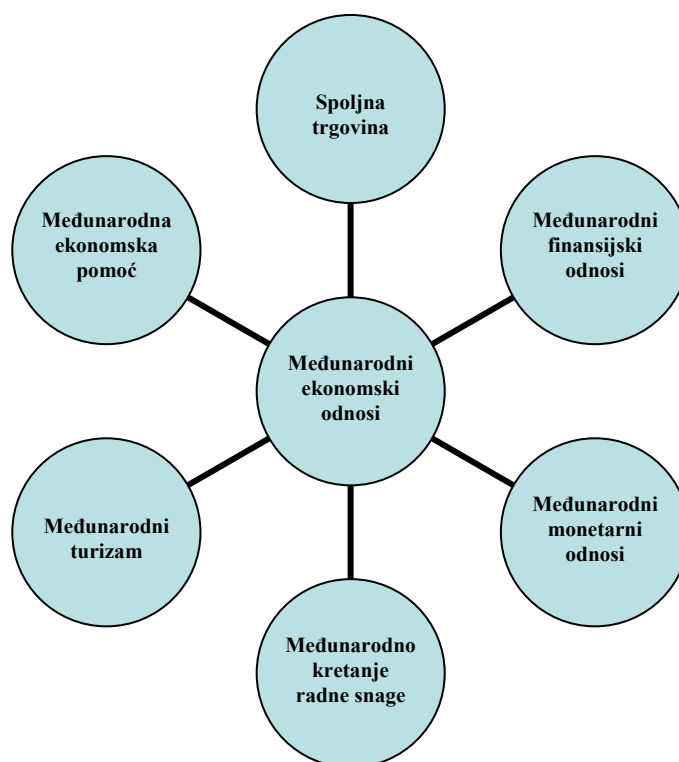 Spoljna
trgovina
Međunarodna
ekonomska
pomoć
Međunarodni
finansijski
odnosi
Međunarodni
ekonomski
odnosi
Međunarodni
turizam
Međunarodni
monetarni
odnosi
Međunarodno
kretanje
radne snage